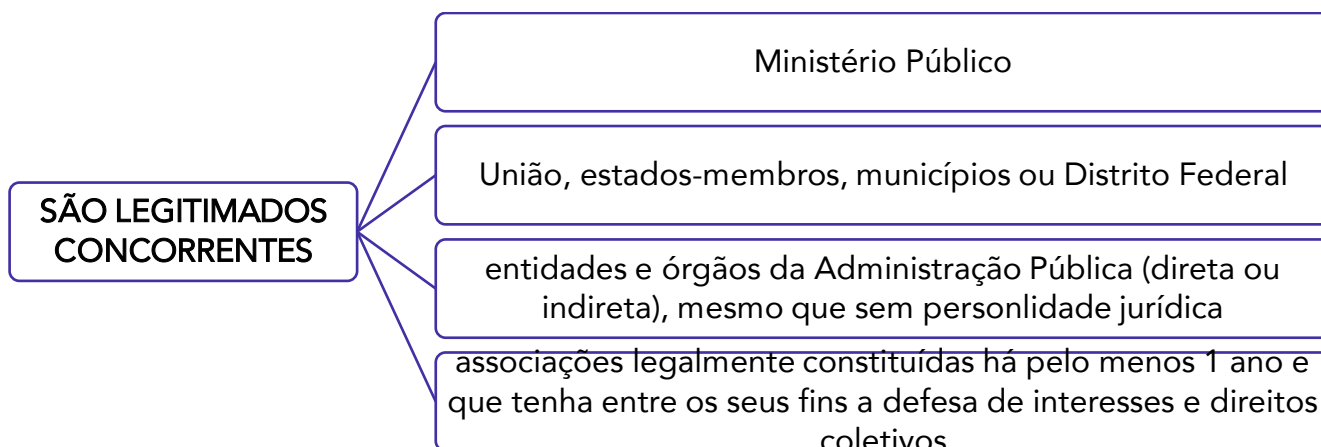 SÃO LEGITIMADOS
CONCORRENTES
Ministério Público
União, estados-membros, municípios ou Distrito Federal
entidades e órgãos da Administração Pública (direta ou
indireta), mesmo que sem personlidade jurídica
associações legalmente constituídas há pelo menos 1 ano e
que tenha entre os seus fins a defesa de interesses e direitos
coletivos